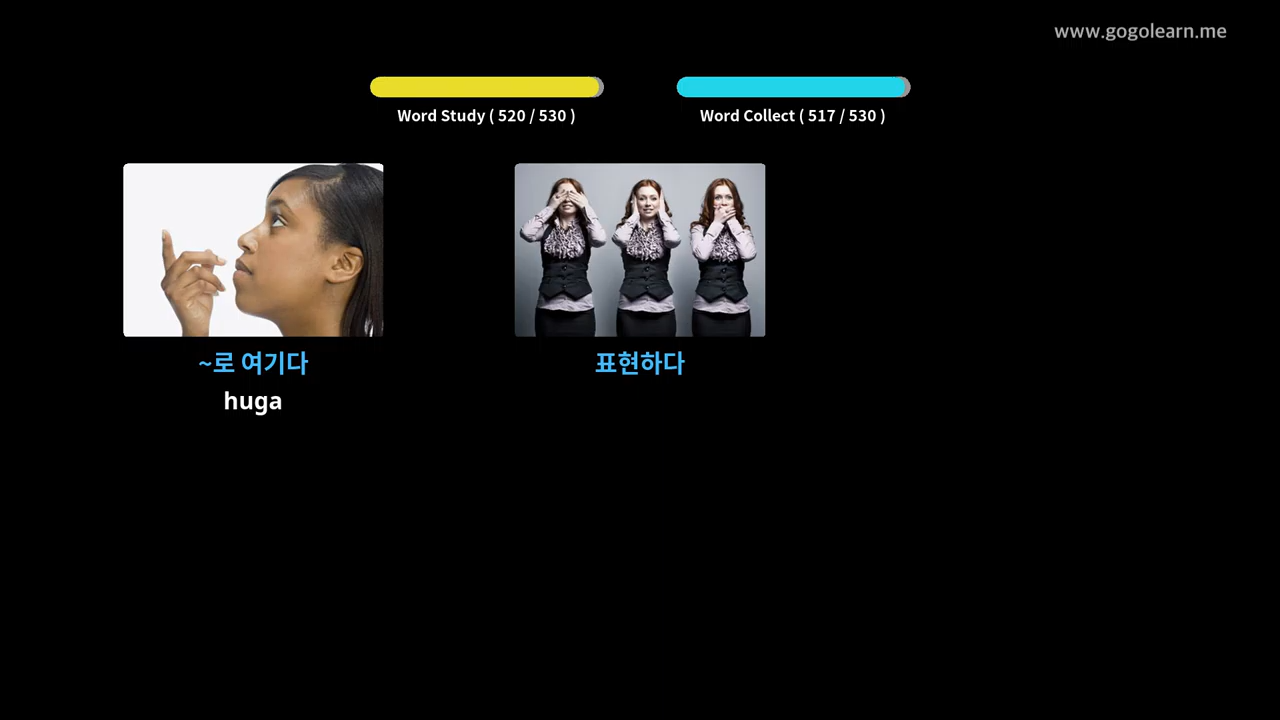 www.gogolearn.me
Word Study ( 520 / 530 )
Word Collect ( 517 / 530 )
~로 여기다
huga
표현하다